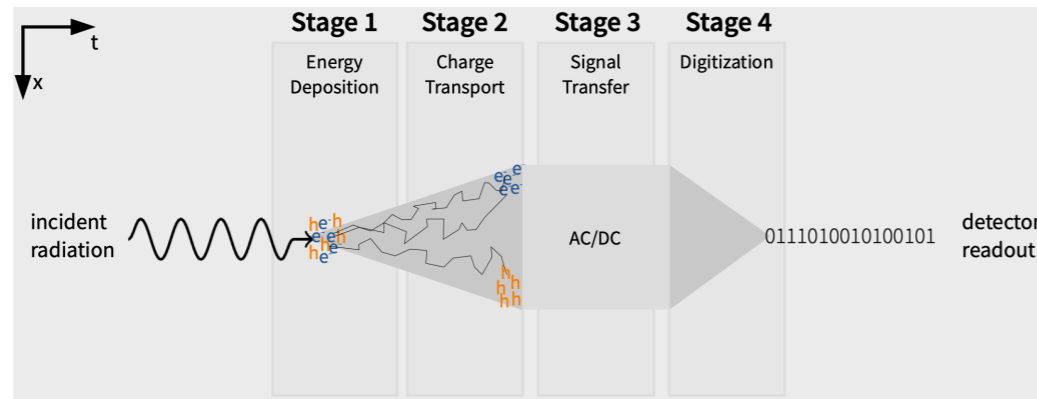 Stage 1
Stage 2
Stage 3
Stage 4
t
x
Energy
Deposition
Charge
Transport
Signal
Transfer
Digitization
incident
radiation
h e- h
e- e- h
h
h e
e
e- e-
e
e- e-
h
h h
h h
AC/DC
0111010010100101
detector
readout